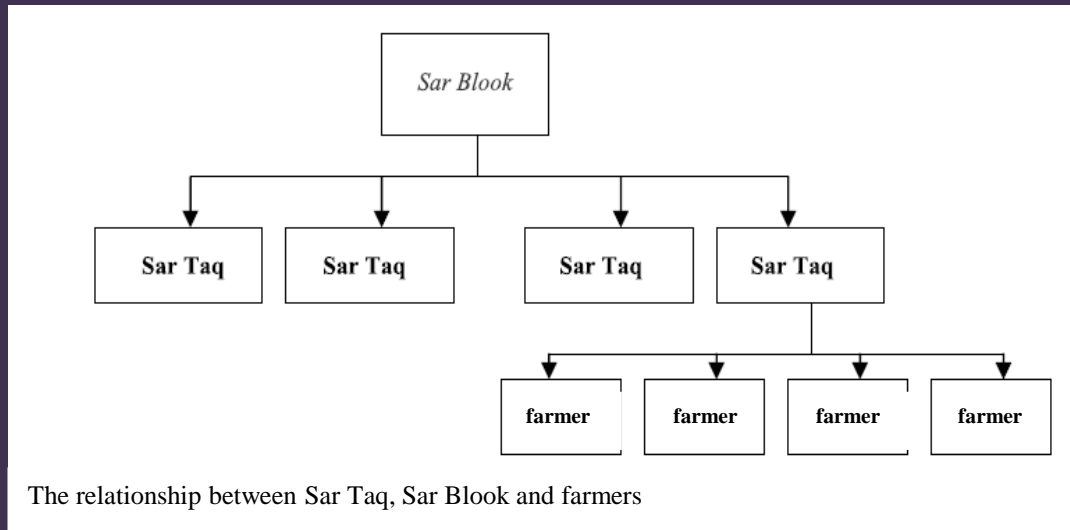 Sar Blook
Sar Taq Sar Taq Sar Taq Sar Taq
farmer farmer farmer farmer
The relationship between Sar Taq, Sar Blook and farmers